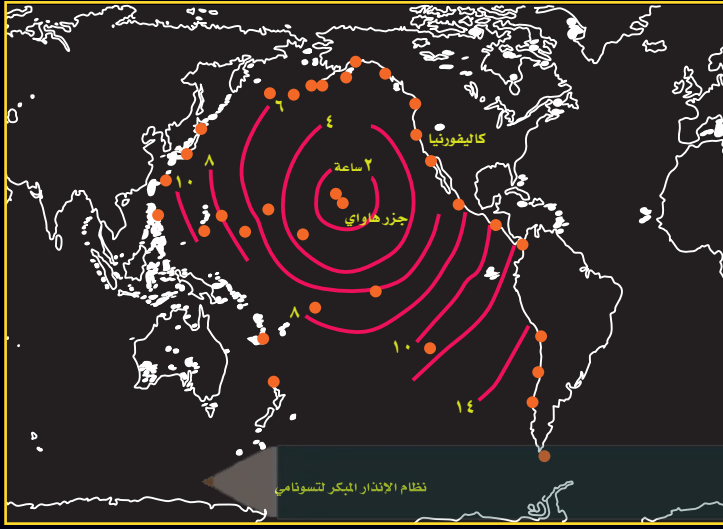 ٦
٤
كاليفورنيا
٨
٢ ساعة
١٠
جزر هاواي
٨
١٠
١٤
نظام الإنذار المبكر لتسونامي